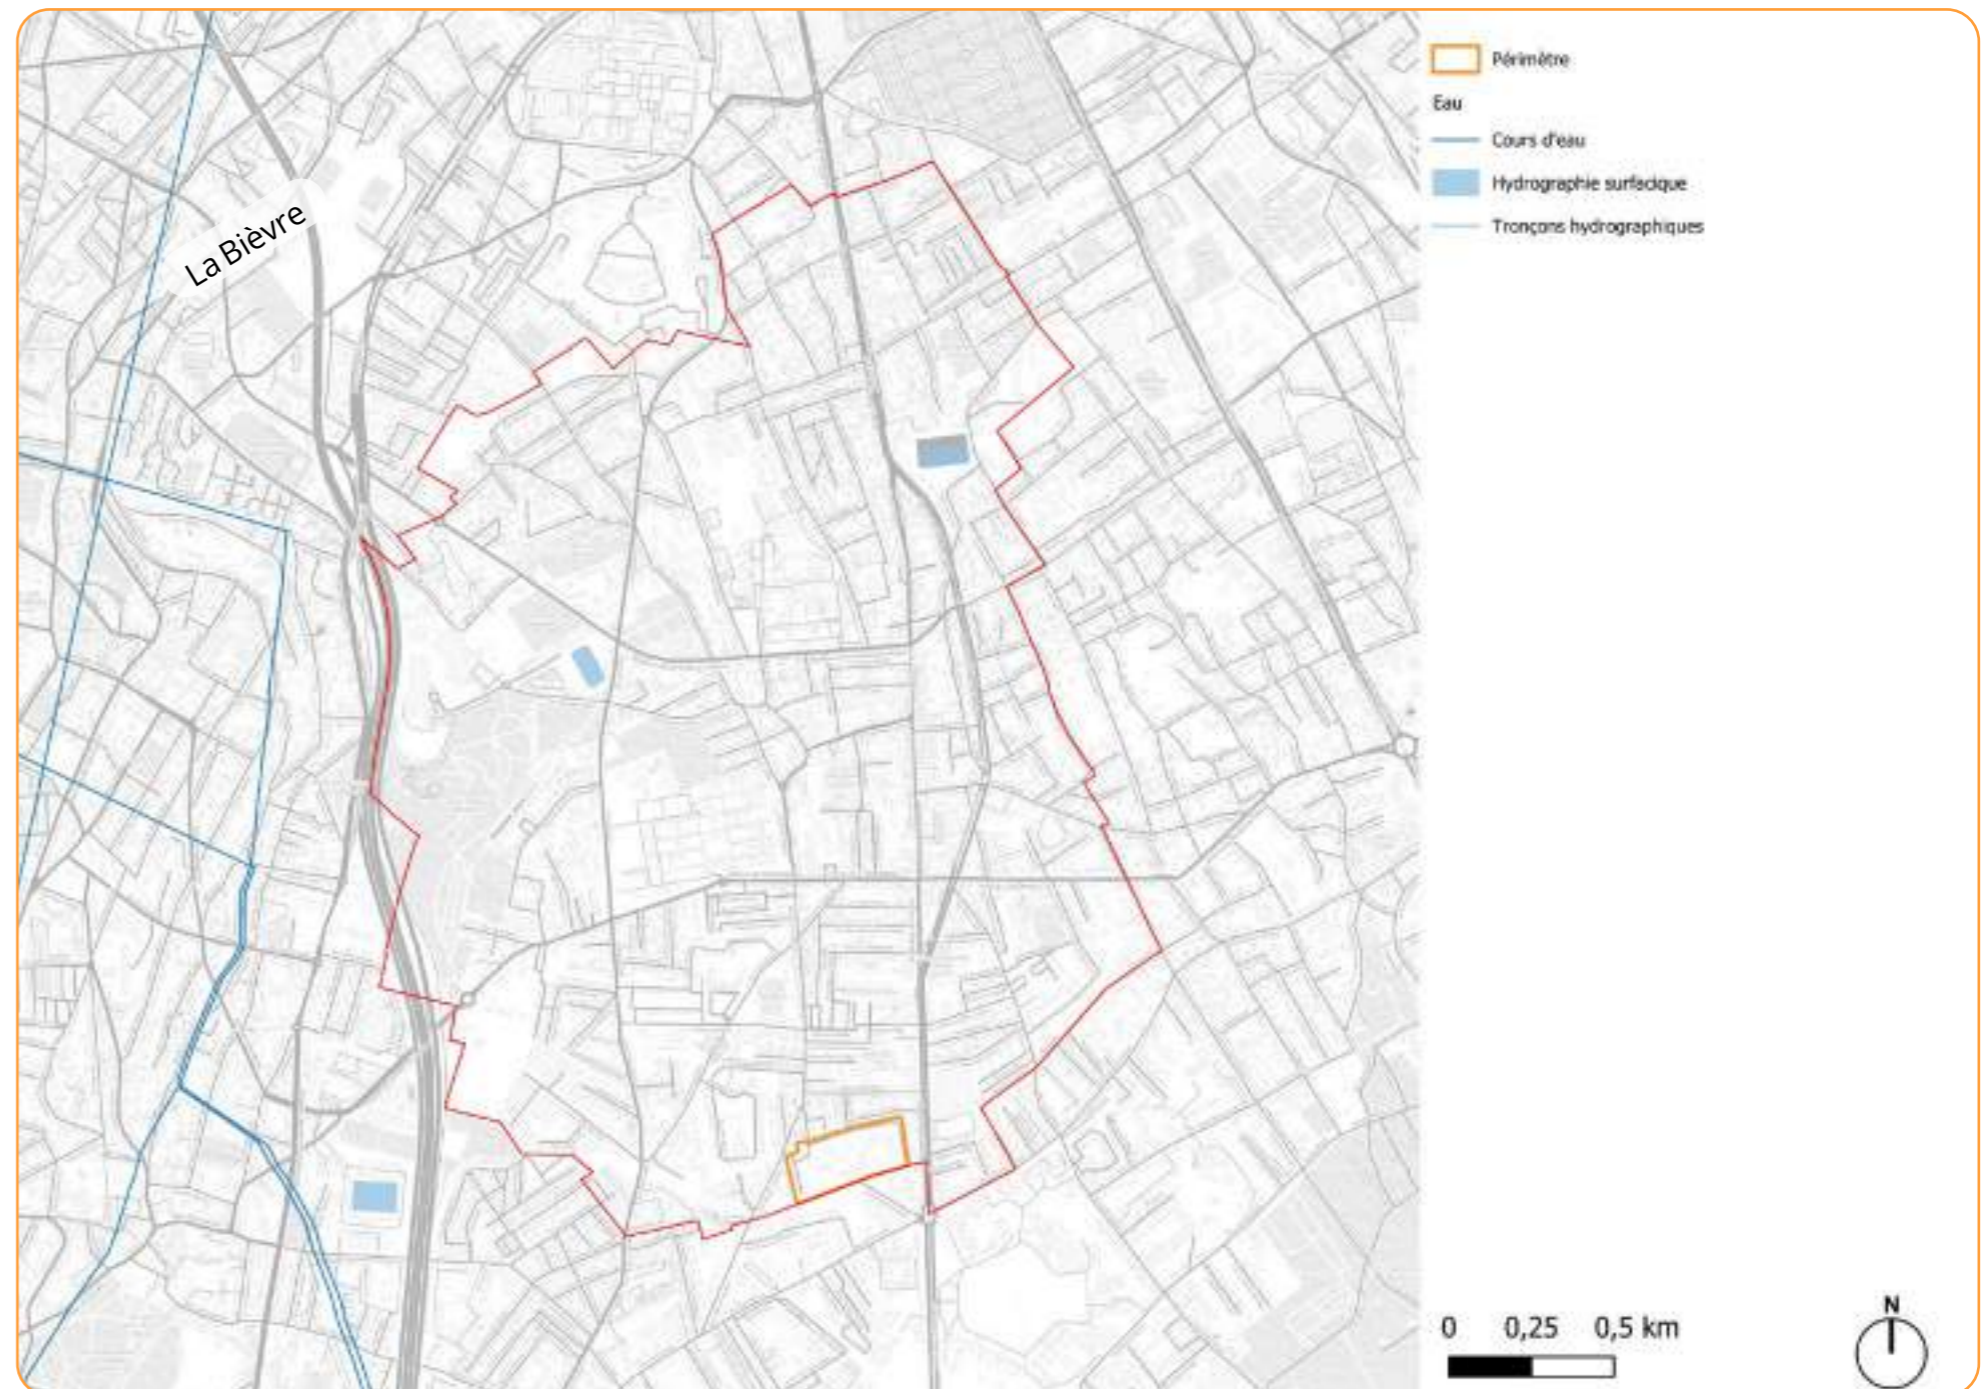 La Bièvre
Périmètre
Eau
Cours d'eau
Hydrographie surfacique
Tronçons hydrographiques
0 0,25 0,5 km
N